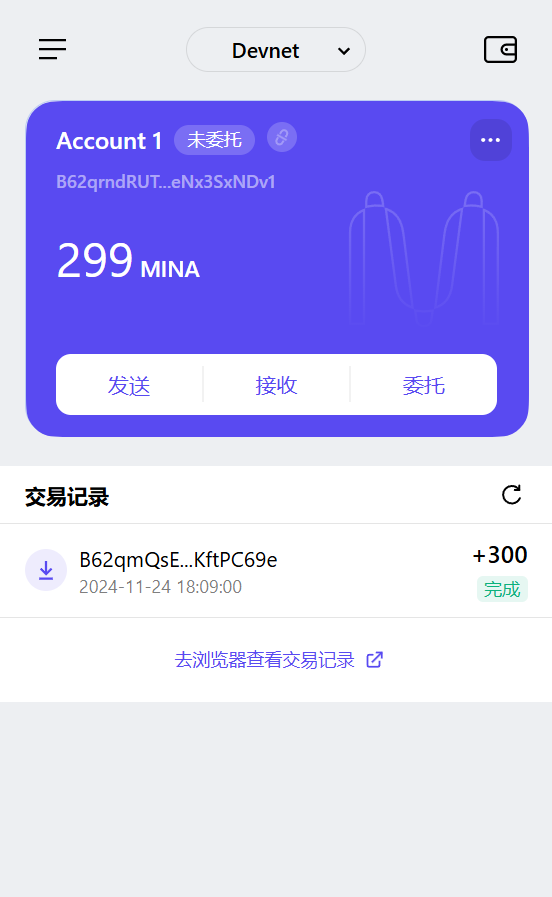 Devnet
Account 1 未委托
B62qrndRUT...eNx3SxNDv1
299 MINA
发送 接收 委托
交易记录
B62qmQsE...KftPC69e +300
2024-11-24 18:09:00 完成
去浏览器查看交易记录